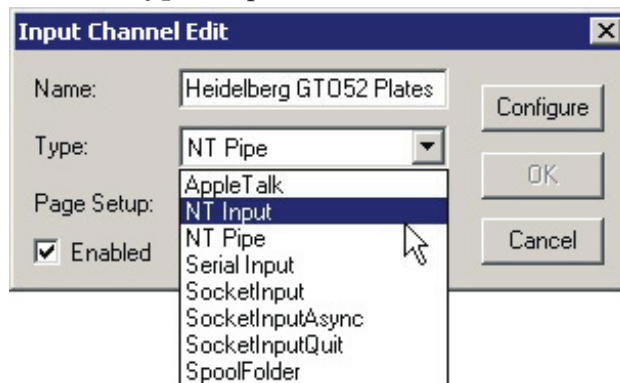 Input Channel Edit
Name: Heidelberg GTO52 Plates Configure
Type: NT Pipe
OK
AppleTalk
Page Setup: NT Input
NT Pipe Cancel
Enabled Serial Input
SocketInput
SocketInputAsync
SocketInputQuit
SpoolFolder